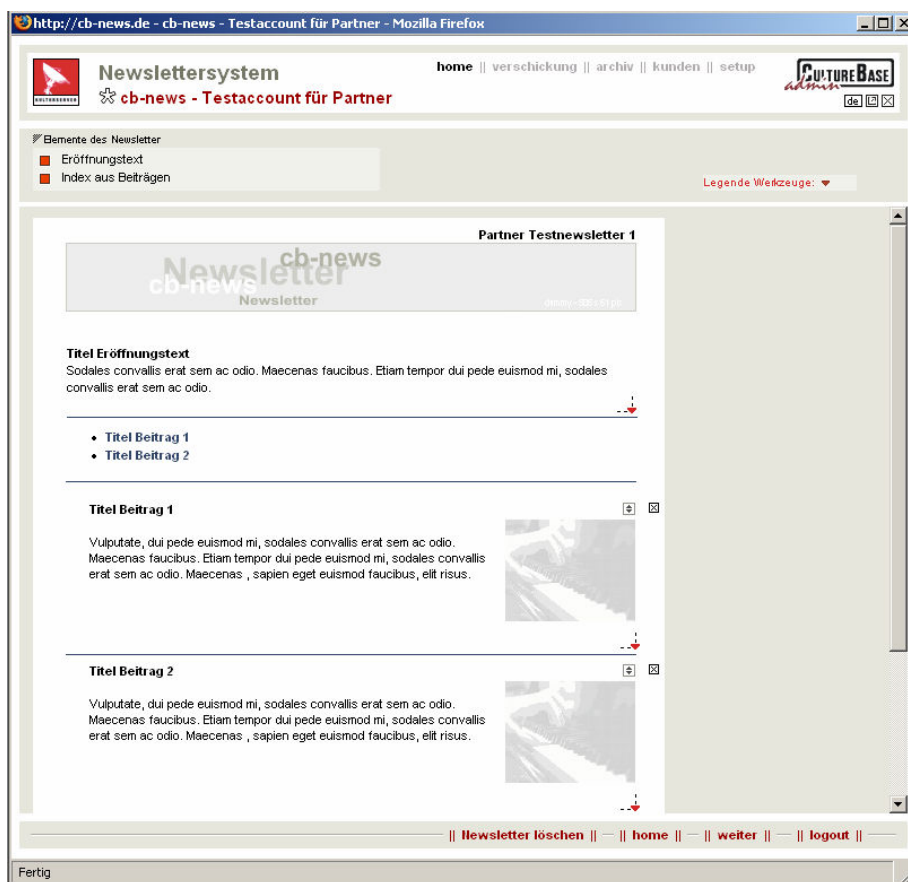 http://cb-news.de - cb-news - Testaccount für Partner - Mozilla Firefox
KULTURSERVER
Newslettersystem
cb-news - Testaccount für Partner
home || verschickung || archiv || kunden || setup
CULTUREBASE
admin
de
Elemente des Newsletter
Eröffnungstext
Index aus Beiträgen
Legende Werkzeuge:
Partner Testnewsletter 1
cb-news
Newsletter
cb-news
Newsletter
Titel Eröffnungstext
Sodales convallis erat sem ac odio. Maecenas faucibus. Etiam tempor dui pede euismod mi, sodales
convallis erat sem ac odio.
Titel Beitrag 1
Titel Beitrag 2
Titel Beitrag 1
Vulputate, dui pede euismod mi, sodales convallis erat sem ac odio.
Maecenas faucibus. Etiam tempor dui pede euismod mi, sodales convallis
erat sem ac odio. Maecenas , sapien eget euismod faucibus, elit risus.
Titel Beitrag 2
Vulputate, dui pede euismod mi, sodales convallis erat sem ac odio.
Maecenas faucibus. Etiam tempor dui pede euismod mi, sodales convallis
erat sem ac odio. Maecenas , sapien eget euismod faucibus, elit risus.
|| Newsletter löschen || — || home || — || weiter || — || logout ||
Fertig